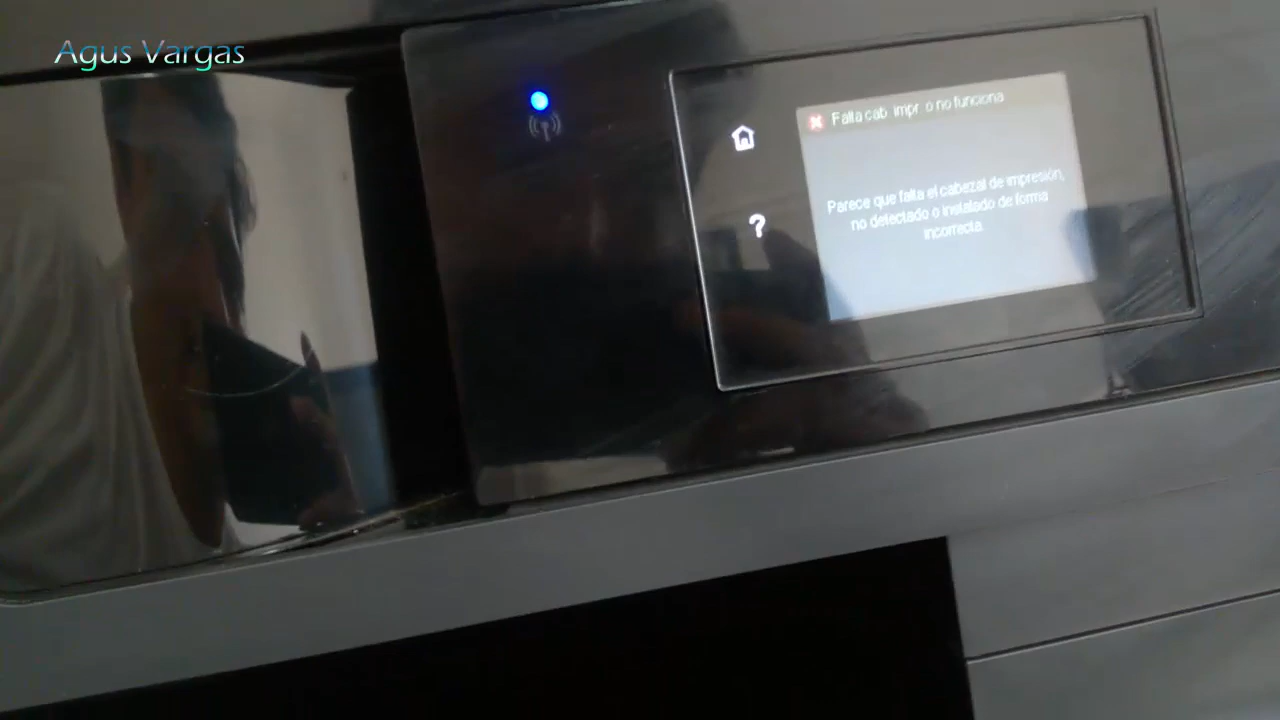 Agus Vargas
Falta cab. impr. o no funciona
Parece que falta el cabezal de impresión,
no detectado o instalado de forma
incorrecta.
?